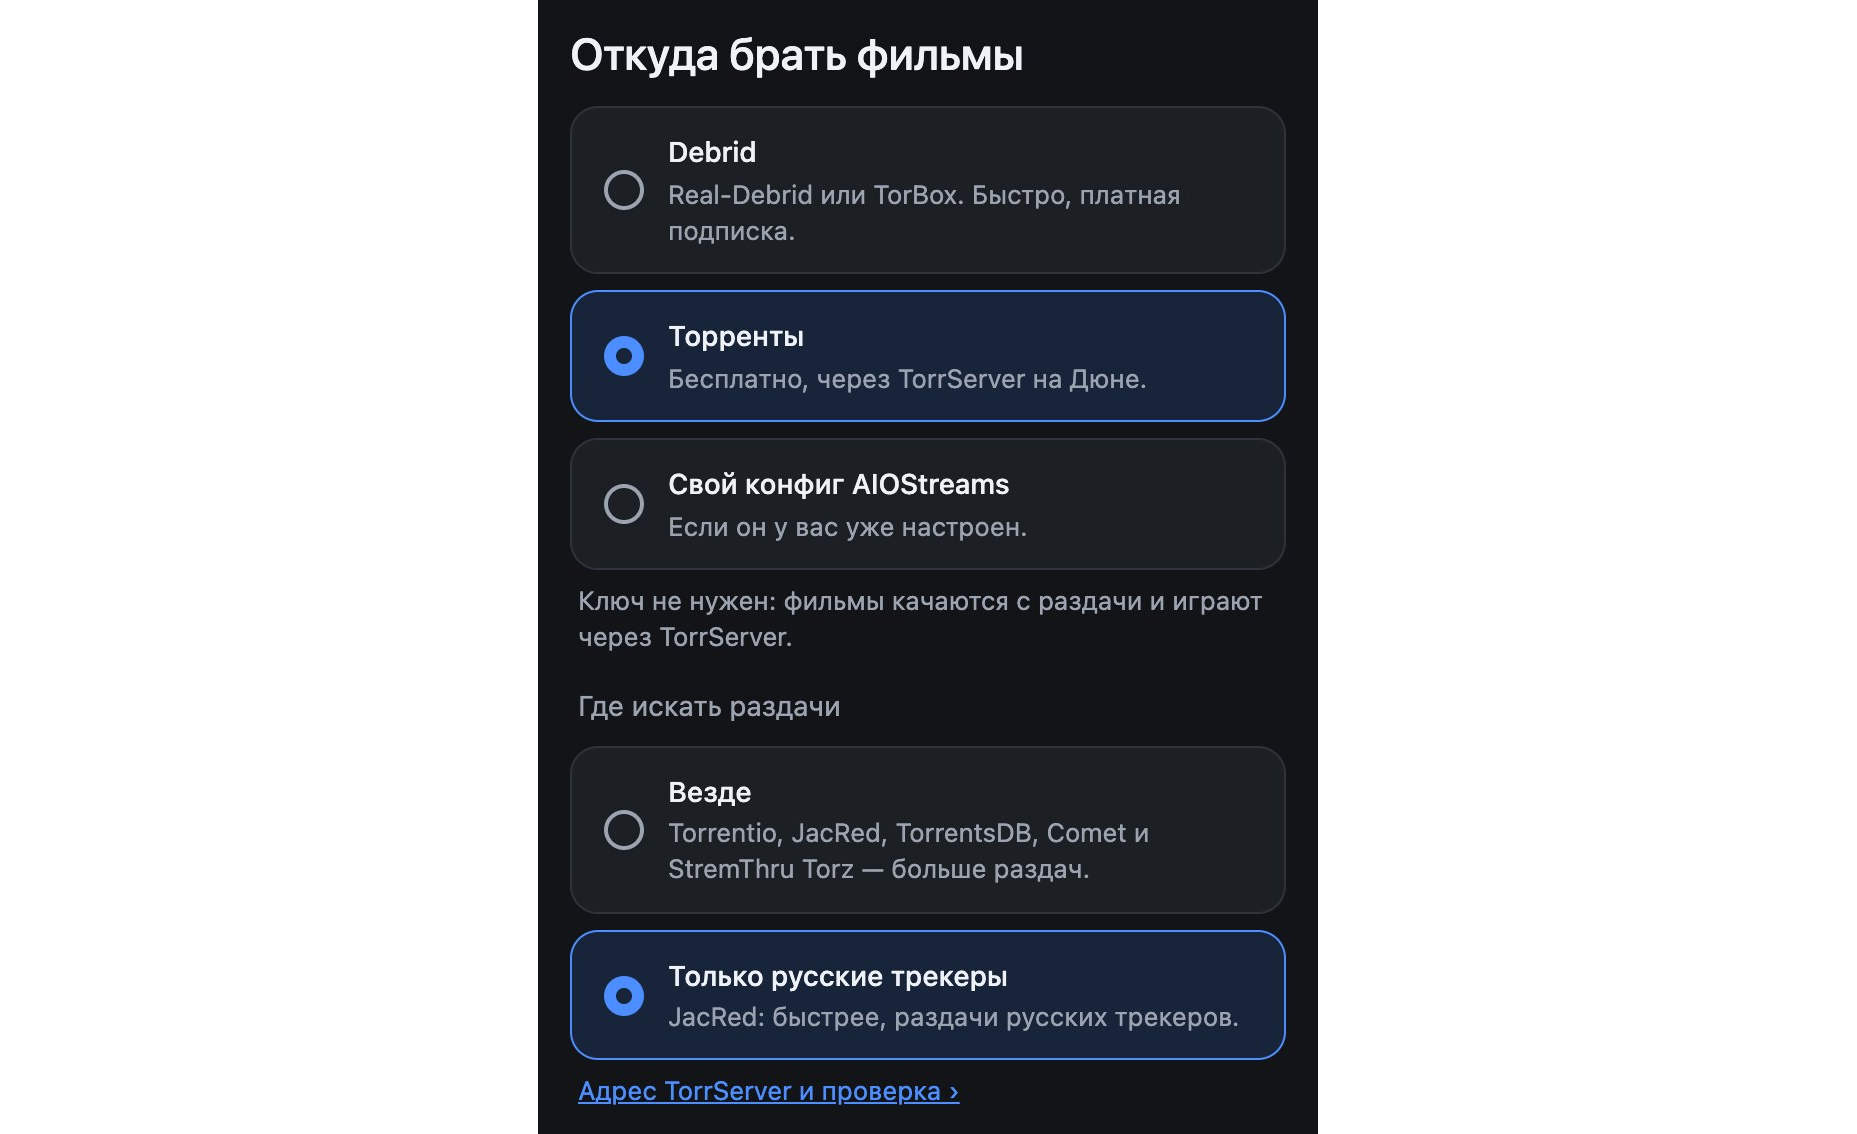 Откуда брать фильмы
Debrid
Real-Debrid или TorBox. Быстро, платная
подписка.
Торренты
Бесплатно, через TorrServer на Дюне.
Свой конфиг AIOStreams
Если он у вас уже настроен.
Ключ не нужен: фильмы качаются с раздачи и играют
через TorrServer.
Где искать раздачи
Везде
Torrentio, JacRed, TorrentsDB, Comet и
StremThru Torz — больше раздач.
Только русские трекеры
JacRed: быстрее, раздачи русских трекеров.
Адрес TorrServer и проверка ›